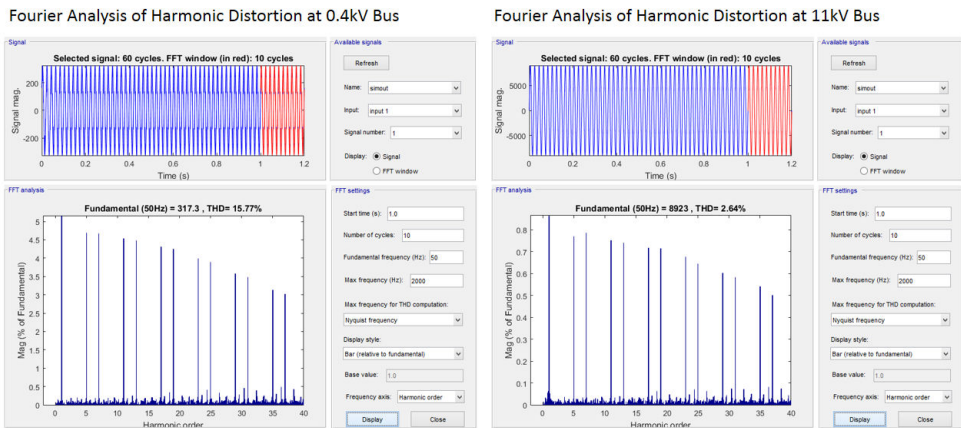 Fourier Analysis of Harmonic Distortion at 0.4kV Bus
Signal
Selected signal: 60 cycles. FFT window (in red): 10 cycles
Signal mag.
200
0
-200
0 0.2 0.4 0.6 0.8 1 1.2
Time (s)
Available signals
Refresh
Name: simout
Input: input 1
Signal number: 1
Display: Signal
FFT window
FFT analysis
Fundamental (50Hz) = 317.3 , THD= 15.77%
Mag (% of Fundamental)
5
4.5
4
3.5
3
2.5
2
1.5
1
0.5
0
0 5 10 15 20 25 30 35 40
Harmonic order
FFT settings
Start time (s): 1.0
Number of cycles: 10
Fundamental frequency (Hz): 50
Max frequency (Hz): 2000
Max frequency for THD computation:
Nyquist frequency
Display style:
Bar (relative to fundamental)
Base value: 1.0
Frequency axis: Harmonic order
Display Close
Fourier Analysis of Harmonic Distortion at 11kV Bus
Signal
Selected signal: 60 cycles. FFT window (in red): 10 cycles
Signal mag.
5000
0
-5000
0 0.2 0.4 0.6 0.8 1 1.2
Time (s)
Available signals
Refresh
Name: simout
Input: input 1
Signal number: 1
Display: Signal
FFT window
FFT analysis
Fundamental (50Hz) = 8923 , THD= 2.64%
Mag (% of Fundamental)
0.8
0.7
0.6
0.5
0.4
0.3
0.2
0.1
0
0 5 10 15 20 25 30 35 40
Harmonic order
FFT settings
Start time (s): 1.0
Number of cycles: 10
Fundamental frequency (Hz): 50
Max frequency (Hz): 2000
Max frequency for THD computation:
Nyquist frequency
Display style:
Bar (relative to fundamental)
Base value: 1.0
Frequency axis: Harmonic order
Display Close